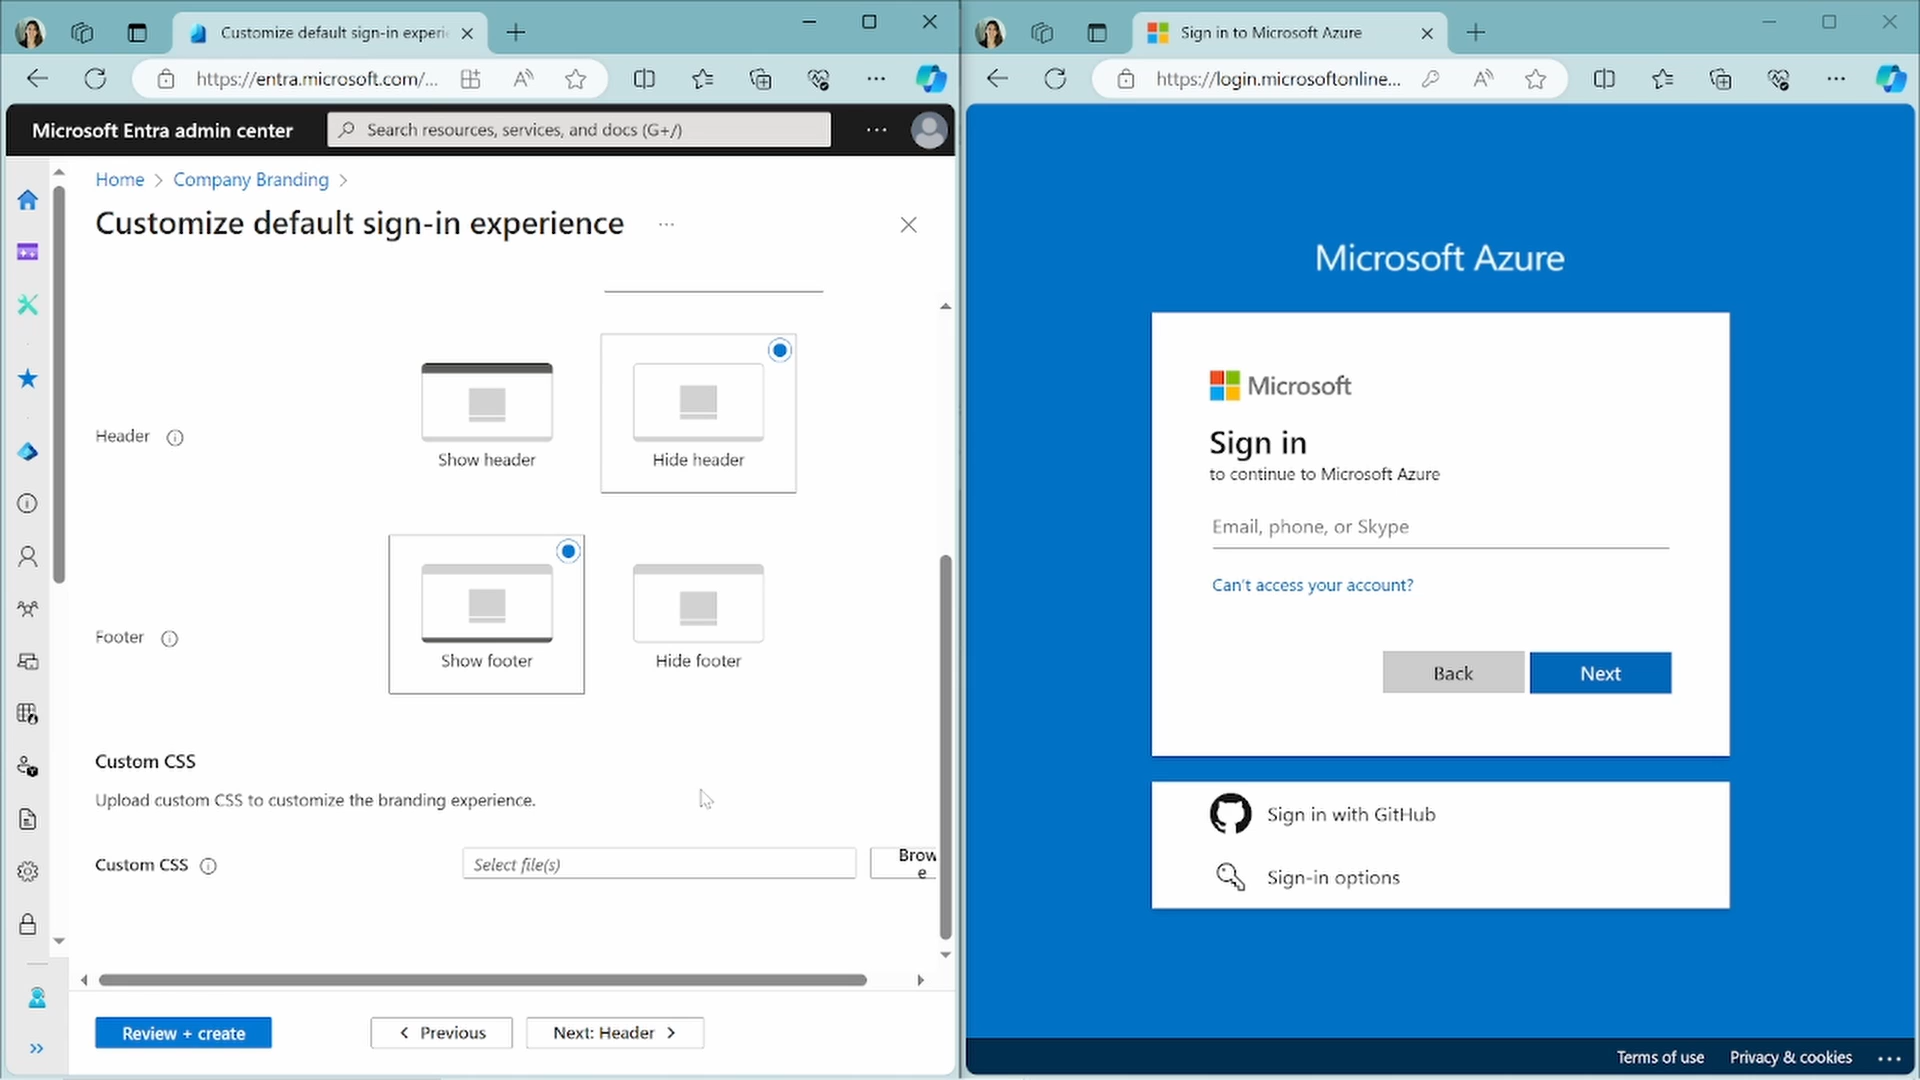 Customize default sign-in experi
https://entra.microsoft.com/...
Microsoft Entra admin center
Search resources, services, and docs (G+/)
Home > Company Branding >
Customize default sign-in experience ...
Header
Show header
Hide header
Footer
Show footer
Hide footer
Custom CSS
Upload custom CSS to customize the branding experience.
Custom CSS
Select file(s)
Brow
e
Review + create
< Previous
Next: Header >
Sign in to Microsoft Azure
https://login.microsoftonline...
Microsoft Azure
Microsoft
Sign in
to continue to Microsoft Azure
Email, phone, or Skype
Can't access your account?
Back
Next
Sign in with GitHub
Sign-in options
Terms of use
Privacy & cookies
...